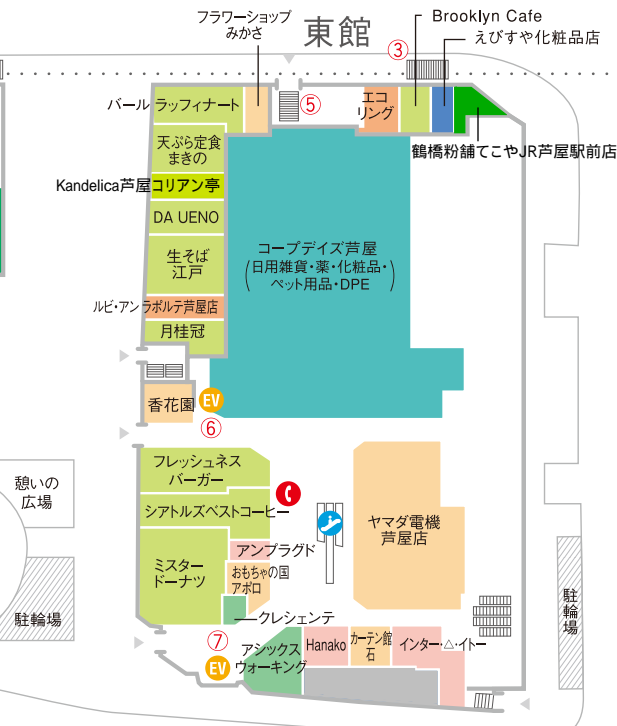 フラワーショップ
みかさ
東館
Brooklyn Cafe
③
えびすや化粧品店
バール ラッフィナート
⑤
エコ
リング
鶴橋粉舗てこやJR芦屋駅前店
天ぷら定食
まきの
Kandelica芦屋コリアン亭
DA UENO
生そば
江戸
コープデイズ芦屋
(日用雑貨・薬・化粧品・
ペット用品・DPE)
ルビ・アン ラポルテ芦屋店
月桂冠
香花園
EV
⑥
フレッシュネス
バーガー
憩いの
広場
シアトルズベストコーヒー
ヤマダ電機
芦屋店
アンプラグド
ミスター
ドーナツ
おもちゃの国
アポロ
クレシェンテ
駐輪場
駐輪場
⑦
EV
アシックス
ウォーキング
Hanako
カーテン館
石
インター・△・イトー